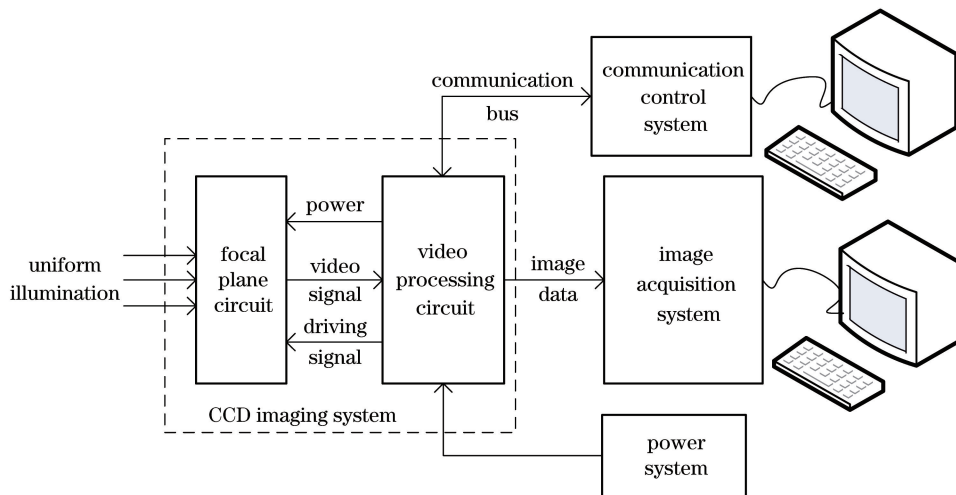 communication
bus
communication
control
system
power
uniform
illumination
focal
plane
circuit
video
signal
driving
signal
video
processing
circuit
image
data
image
acquisition
system
CCD imaging system
power
system